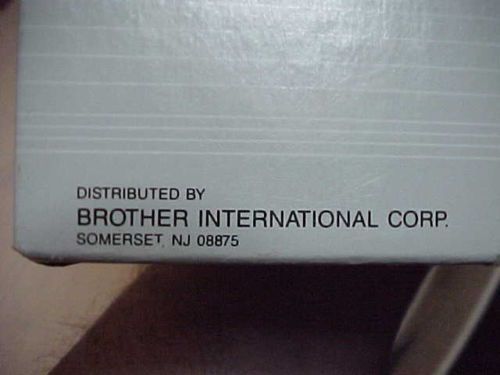 DISTRIBUTED BY
BROTHER INTERNATIONAL CORP.
SOMERSET, NJ 08875